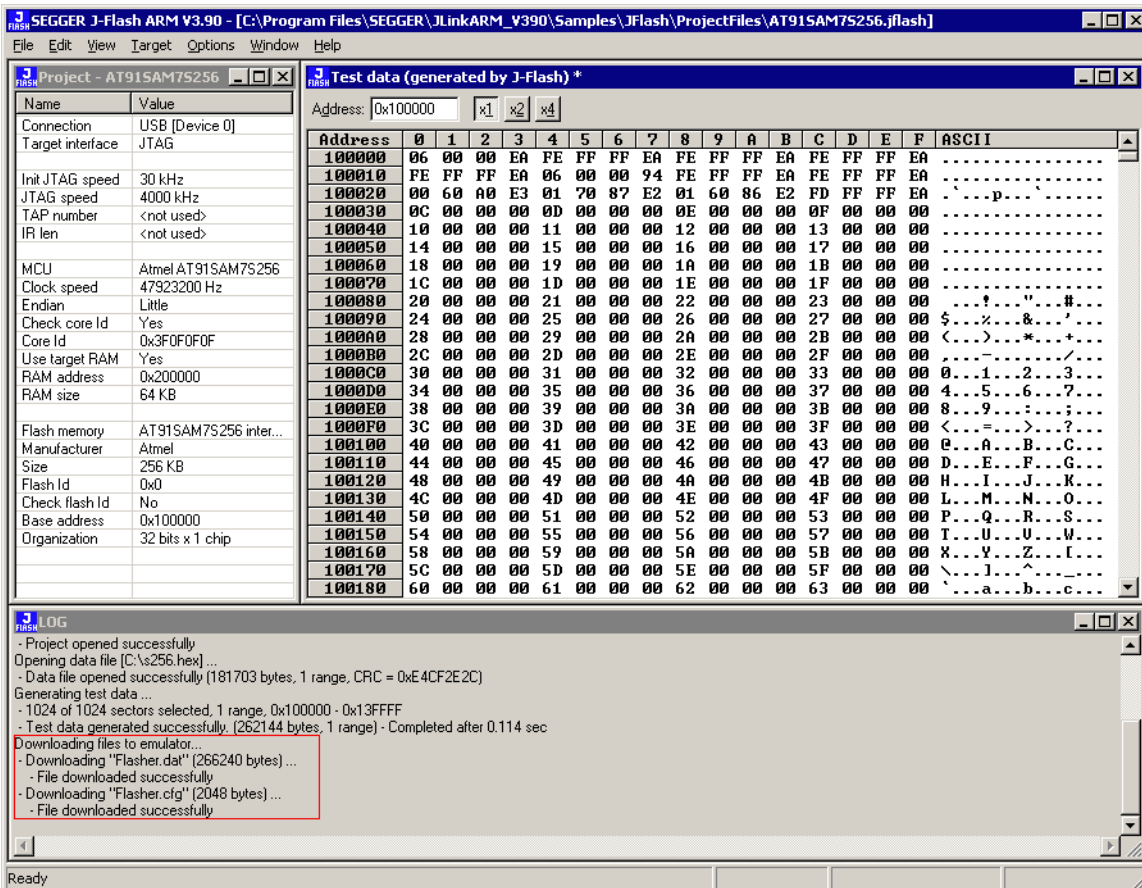 SEGGER J-Flash ARM V3.90 - [C:\Program Files\SEGGER\JLinkARM_V390\Samples\JFlash\ProjectFiles\AT91SAM7S256.jflash]
File Edit View Target Options Window Help
Project - AT91SAM7S256
Name Value
Connection USB [Device 0]
Target interface JTAG
Init JTAG speed 30 kHz
JTAG speed 4000 kHz
TAP number <not used>
IR len <not used>
MCU Atmel AT91SAM7S256
Clock speed 47923200 Hz
Endian Little
Check core Id Yes
Core Id 0x3F0F0F0F
Use target RAM Yes
RAM address 0x200000
RAM size 64 KB
Flash memory AT91SAM7S256 inter...
Manufacturer Atmel
Size 256 KB
Flash Id 0x0
Check flash Id No
Base address 0x100000
Organization 32 bits x 1 chip
Test data (generated by J-Flash) *
Address: 0x100000 x1 x2 x4
Address 0 1 2 3 4 5 6 7 8 9 A B C D E F ASCII
100000 06 00 00 EA FE FF FF EA FE FF FF EA FE FF FF EA ................
100010 FE FF FF EA 06 00 00 94 FE FF FF EA FE FF FF EA ................
100020 00 60 A0 E3 01 70 87 E2 01 60 86 E2 FD FF FF EA .`...p...`......
100030 0C 00 00 00 0D 00 00 00 0E 00 00 00 0F 00 00 00 ................
100040 10 00 00 00 11 00 00 00 12 00 00 00 13 00 00 00 ................
100050 14 00 00 00 15 00 00 00 16 00 00 00 17 00 00 00 ................
100060 18 00 00 00 19 00 00 00 1A 00 00 00 1B 00 00 00 ................
100070 1C 00 00 00 1D 00 00 00 1E 00 00 00 1F 00 00 00 ................
100080 20 00 00 00 21 00 00 00 22 00 00 00 23 00 00 00  ...!..."...#...
100090 24 00 00 00 25 00 00 00 26 00 00 00 27 00 00 00 $...%...&...'...
1000A0 28 00 00 00 29 00 00 00 2A 00 00 00 2B 00 00 00 (...)...*...+...
1000B0 2C 00 00 00 2D 00 00 00 2E 00 00 00 2F 00 00 00 ,...-......./...
1000C0 30 00 00 00 31 00 00 00 32 00 00 00 33 00 00 00 0...1...2...3...
1000D0 34 00 00 00 35 00 00 00 36 00 00 00 37 00 00 00 4...5...6...7...
1000E0 38 00 00 00 39 00 00 00 3A 00 00 00 3B 00 00 00 8...9...:...;...
1000F0 3C 00 00 00 3D 00 00 00 3E 00 00 00 3F 00 00 00 <...=...>...?...
100100 40 00 00 00 41 00 00 00 42 00 00 00 43 00 00 00 @...A...B...C...
100110 44 00 00 00 45 00 00 00 46 00 00 00 47 00 00 00 D...E...F...G...
100120 48 00 00 00 49 00 00 00 4A 00 00 00 4B 00 00 00 H...I...J...K...
100130 4C 00 00 00 4D 00 00 00 4E 00 00 00 4F 00 00 00 L...M...N...O...
100140 50 00 00 00 51 00 00 00 52 00 00 00 53 00 00 00 P...Q...R...S...
100150 54 00 00 00 55 00 00 00 56 00 00 00 57 00 00 00 T...U...V...W...
100160 58 00 00 00 59 00 00 00 5A 00 00 00 5B 00 00 00 X...Y...Z...[...
100170 5C 00 00 00 5D 00 00 00 5E 00 00 00 5F 00 00 00 \...]...^..._...
100180 60 00 00 00 61 00 00 00 62 00 00 00 63 00 00 00 `...a...b...c...
LOG
- Project opened successfully
Opening data file [C:\s256.hex] ...
- Data file opened successfully (181703 bytes, 1 range, CRC = 0xE4CF2E2C)
Generating test data ...
- 1024 of 1024 sectors selected, 1 range, 0x100000 - 0x13FFFF
- Test data generated successfully. (262144 bytes, 1 range) - Completed after 0.114 sec
Downloading files to emulator...
- Downloading "Flasher.dat" (266240 bytes) ...
- File downloaded successfully
- Downloading "Flasher.cfg" (2048 bytes) ...
- File downloaded successfully
Ready